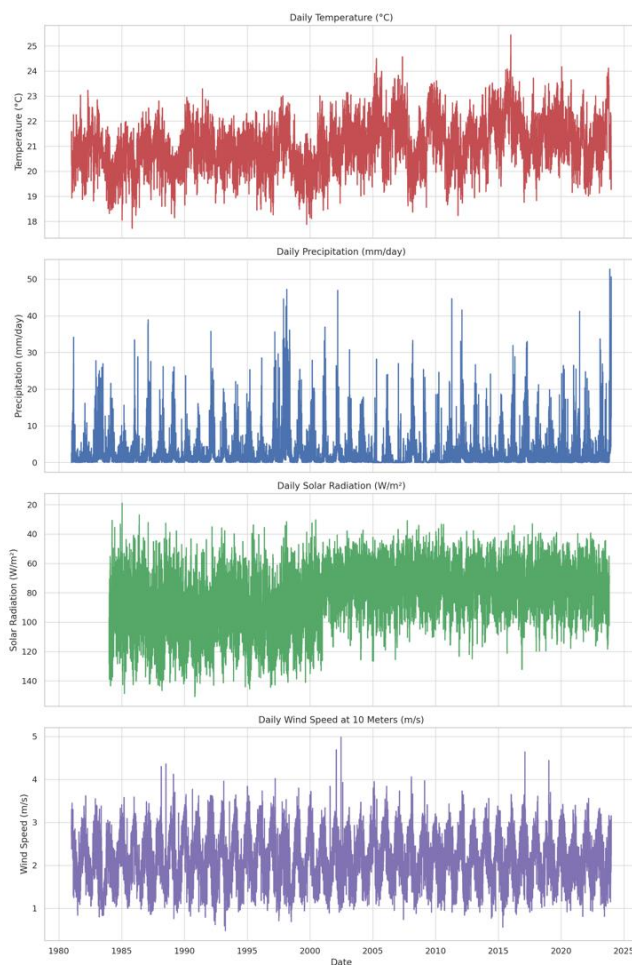 Daily Temperature (°C)
Temperature (°C)
25
24
23
22
21
20
19
18
Daily Precipitation (mm/day)
Precipitation (mm/day)
50
40
30
20
10
0
Daily Solar Radiation (W/m²)
Solar Radiation (W/m²)
20
40
60
80
100
120
140
Daily Wind Speed at 10 Meters (m/s)
Wind Speed (m/s)
5
4
3
2
1
1980 1985 1990 1995 2000 2005 2010 2015 2020 2025
Date